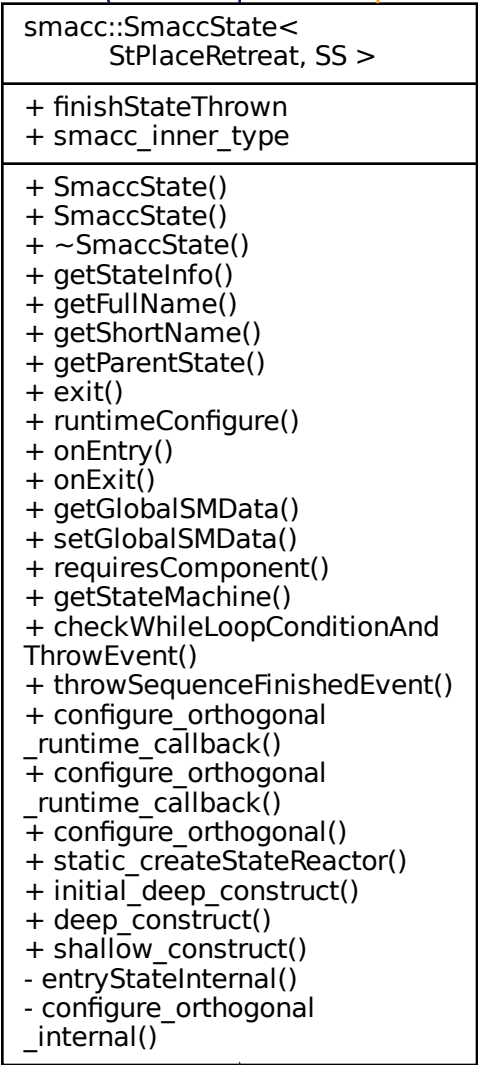 smacc::SmaccState<
StPlaceRetreat, SS >
+ finishStateThrown
+ smacc_inner_type
+ SmaccState()
+ SmaccState()
+ ~SmaccState()
+ getStateInfo()
+ getFullName()
+ getShortName()
+ getParentState()
+ exit()
+ runtimeConfigure()
+ onEntry()
+ onExit()
+ getGlobalSMData()
+ setGlobalSMData()
+ requiresComponent()
+ getStateMachine()
+ checkWhileLoopConditionAnd
ThrowEvent()
+ throwSequenceFinishedEvent()
+ configure_orthogonal
_runtime_callback()
+ configure_orthogonal
_runtime_callback()
+ configure_orthogonal()
+ static_createStateReactor()
+ initial_deep_construct()
+ deep_construct()
+ shallow_construct()
- entryStateInternal()
- configure_orthogonal
_internal()